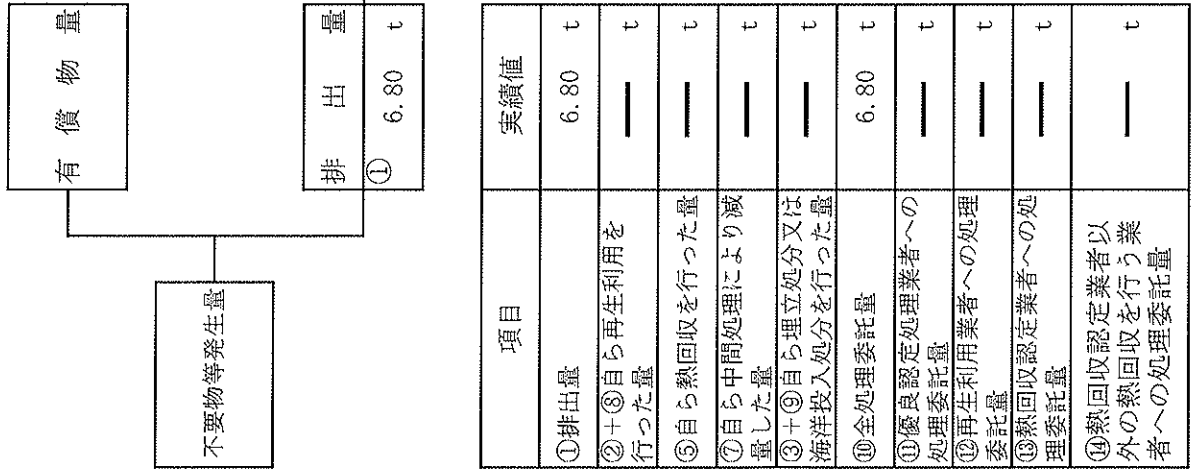 不要物等発生量
有償物量
排出量
① 6.80 t
項目 実績値
①排出量 6.80 t
②+⑧自ら再生利用を
行った量 ― t
⑤自ら熱回収を行った量 ― t
⑦自ら中間処理により減
量した量 ― t
③+⑨自ら埋立処分又は
海洋投入処分を行った量 ― t
⑩全処理委託量 6.80 t
⑪優良認定処理業者への
処理委託量 ― t
⑫再生利用業者への処理
委託量 ― t
⑬熱回収認定業者への処
理委託量 ― t
⑭熱回収認定業者以
外の熱回収を行う業
者への処理委託量 ― t